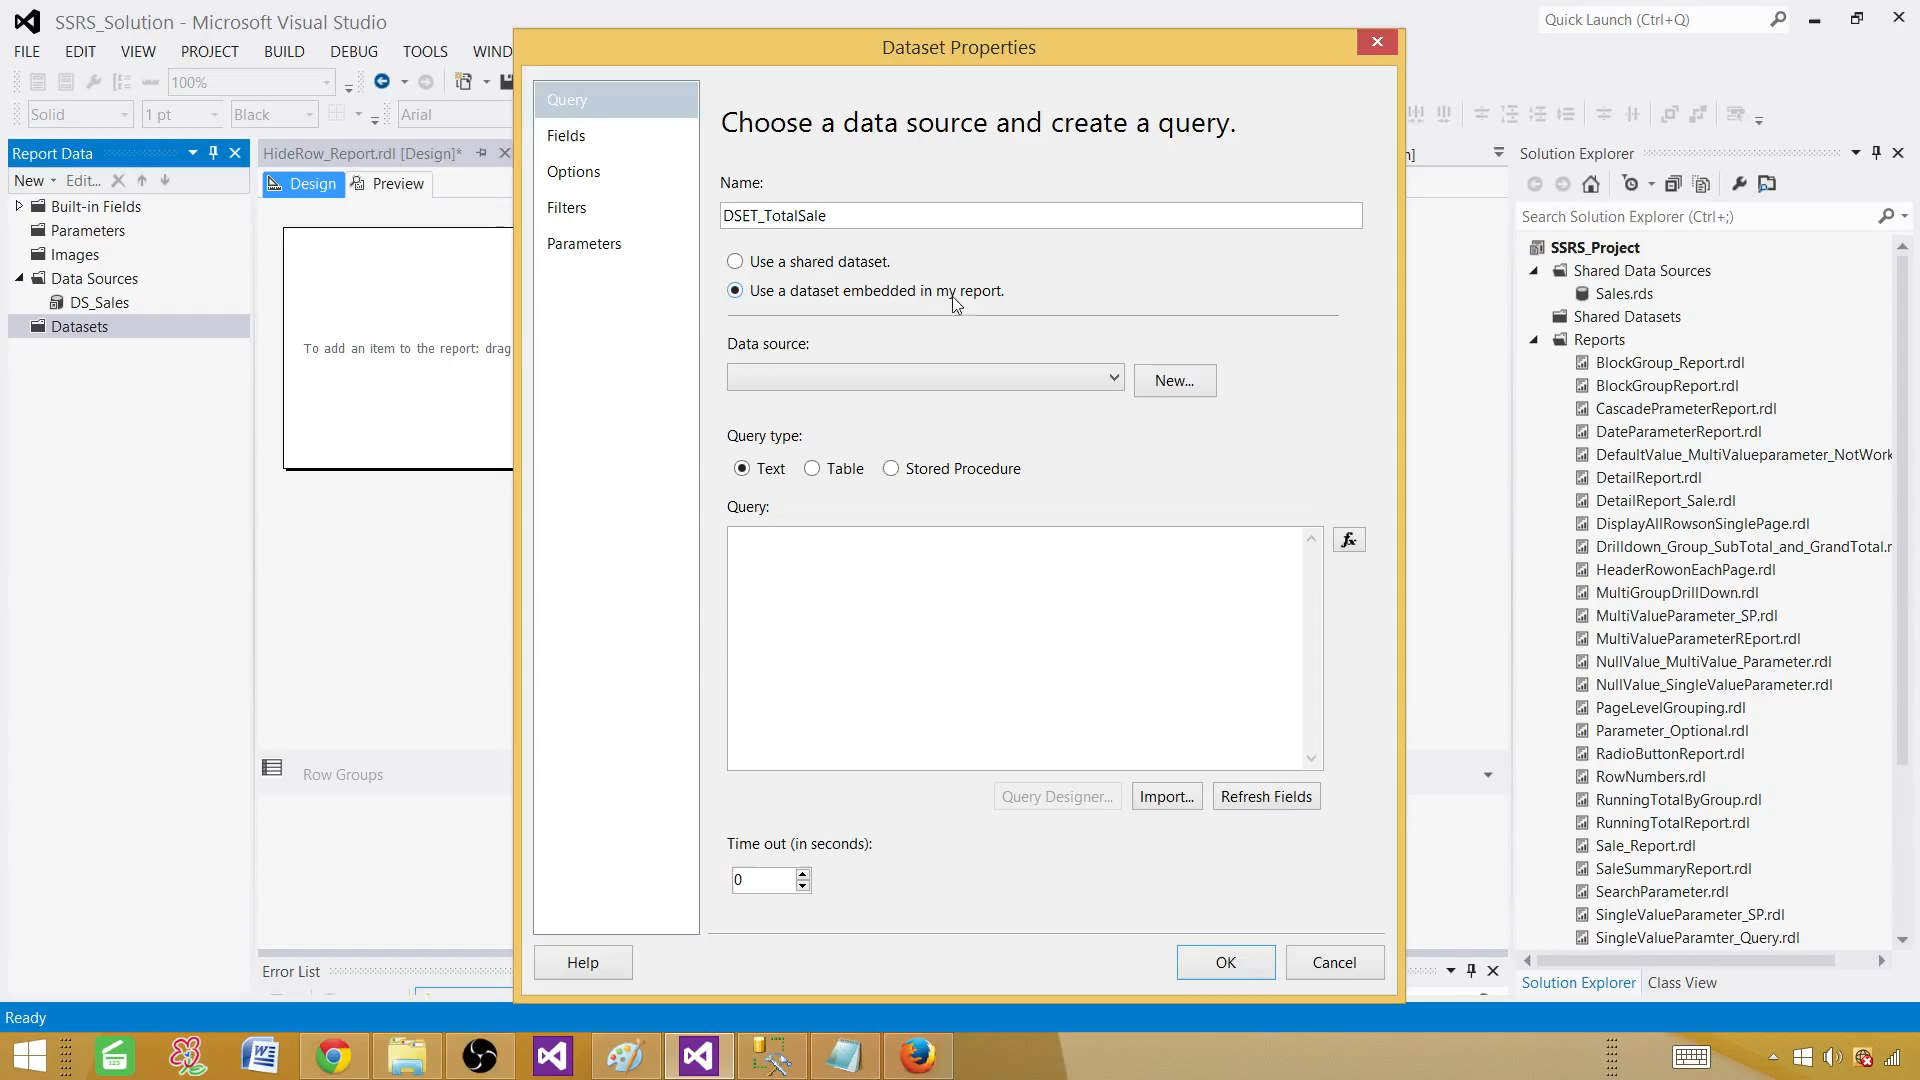 SSRS_Solution - Microsoft Visual Studio
Quick Launch (Ctrl+Q)
FILE EDIT VIEW PROJECT BUILD DEBUG TOOLS WIND
100%
Solid 1 pt Black Arial
Report Data
New Edit...
Built-in Fields
Parameters
Images
Data Sources
DS_Sales
Datasets
HideRow_Report.rdl [Design]*
Design Preview
To add an item to the report: drag
Row Groups
Error List
Dataset Properties
Query
Fields
Options
Filters
Parameters
Choose a data source and create a query.
Name:
DSET_TotalSale
Use a shared dataset.
Use a dataset embedded in my report.
Data source:
New...
Query type:
Text Table Stored Procedure
Query:
fx
Query Designer... Import... Refresh Fields
Time out (in seconds):
0
Help OK Cancel
Solution Explorer
Search Solution Explorer (Ctrl+;)
SSRS_Project
Shared Data Sources
Sales.rds
Shared Datasets
Reports
BlockGroup_Report.rdl
BlockGroupReport.rdl
CascadePrameterReport.rdl
DateParameterReport.rdl
DefaultValue_MultiValueparameter_NotWork
DetailReport.rdl
DetailReport_Sale.rdl
DisplayAllRowsonSinglePage.rdl
Drilldown_Group_SubTotal_and_GrandTotal.r
HeaderRowonEachPage.rdl
MultiGroupDrillDown.rdl
MultiValueParameter_SP.rdl
MultiValueParameterREport.rdl
NullValue_MultiValue_Parameter.rdl
NullValue_SingleValueParameter.rdl
PageLevelGrouping.rdl
Parameter_Optional.rdl
RadioButtonReport.rdl
RowNumbers.rdl
RunningTotalByGroup.rdl
RunningTotalReport.rdl
Sale_Report.rdl
SaleSummaryReport.rdl
SearchParameter.rdl
SingleValueParameter_SP.rdl
SingleValueParamter_Query.rdl
Solution Explorer Class View
Ready